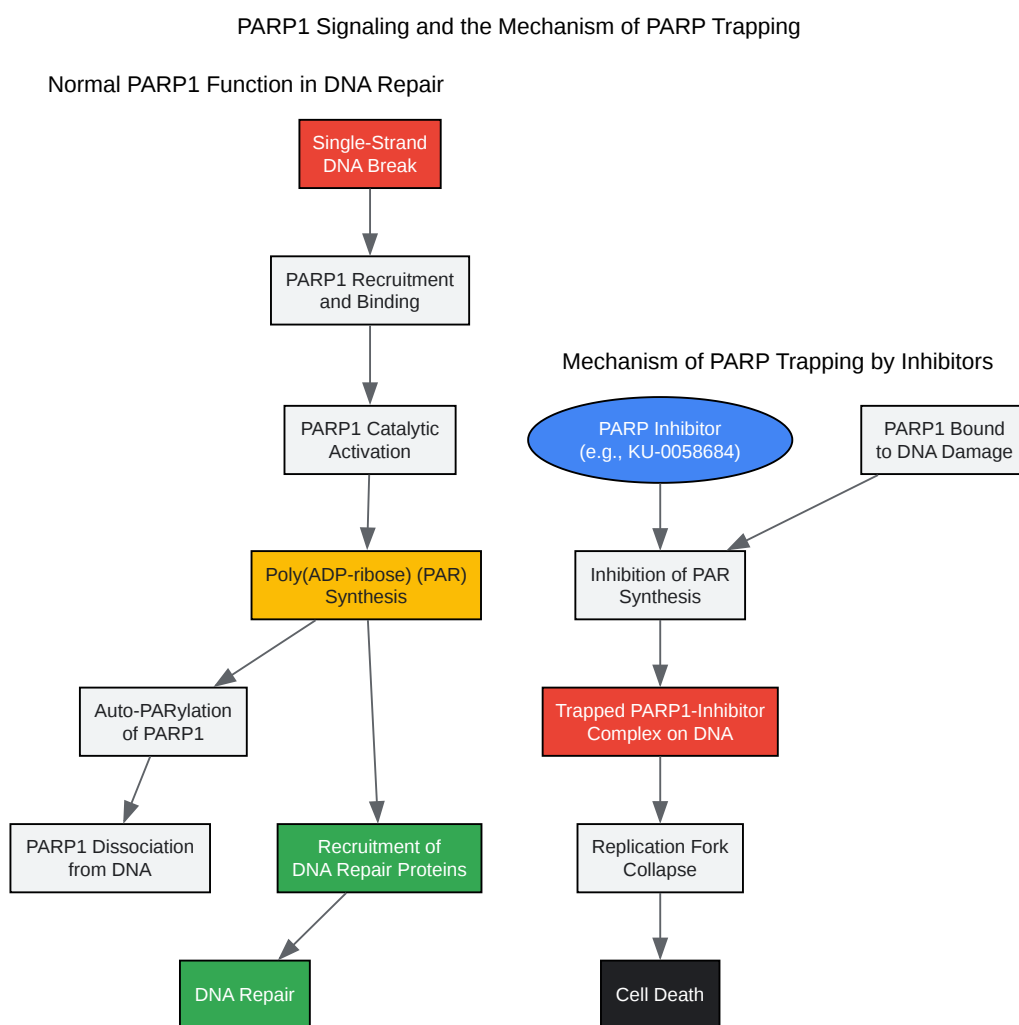 PARP1 Signaling and the Mechanism of PARP Trapping
Normal PARP1 Function in DNA Repair
Single-Strand
DNA Break
PARP1 Recruitment
and Binding
PARP1 Catalytic
Activation
Poly(ADP-ribose) (PAR)
Synthesis
Auto-PARylation
of PARP1
PARP1 Dissociation
from DNA
Recruitment of
DNA Repair Proteins
DNA Repair
Mechanism of PARP Trapping by Inhibitors
PARP Inhibitor
(e.g., KU-0058684)
PARP1 Bound
to DNA Damage
Inhibition of PAR
Synthesis
Trapped PARP1-Inhibitor
Complex on DNA
Replication Fork
Collapse
Cell Death